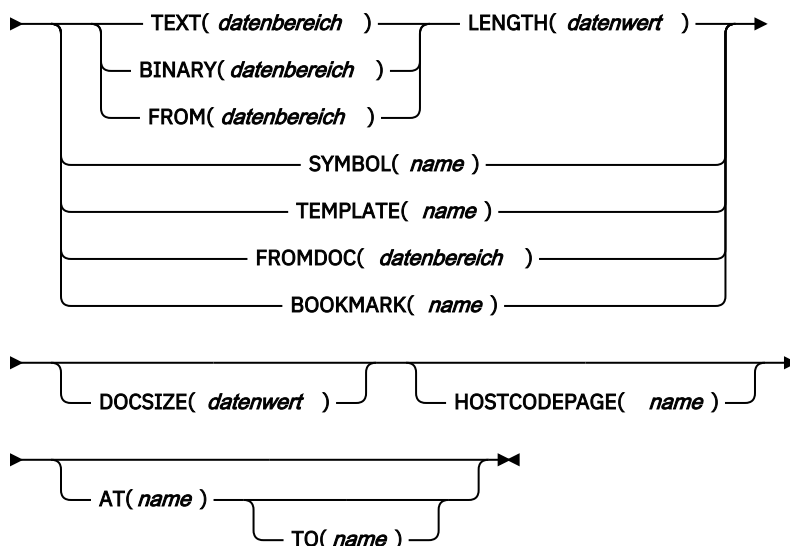 TEXT( datenbereich ) LENGTH( datenwert )
BINARY( datenbereich )
FROM( datenbereich )
SYMBOL( name )
TEMPLATE( name )
FROMDOC( datenbereich )
BOOKMARK( name )
DOCSIZE( datenwert ) HOSTCODEPAGE( name )
AT( name )
TO( name )